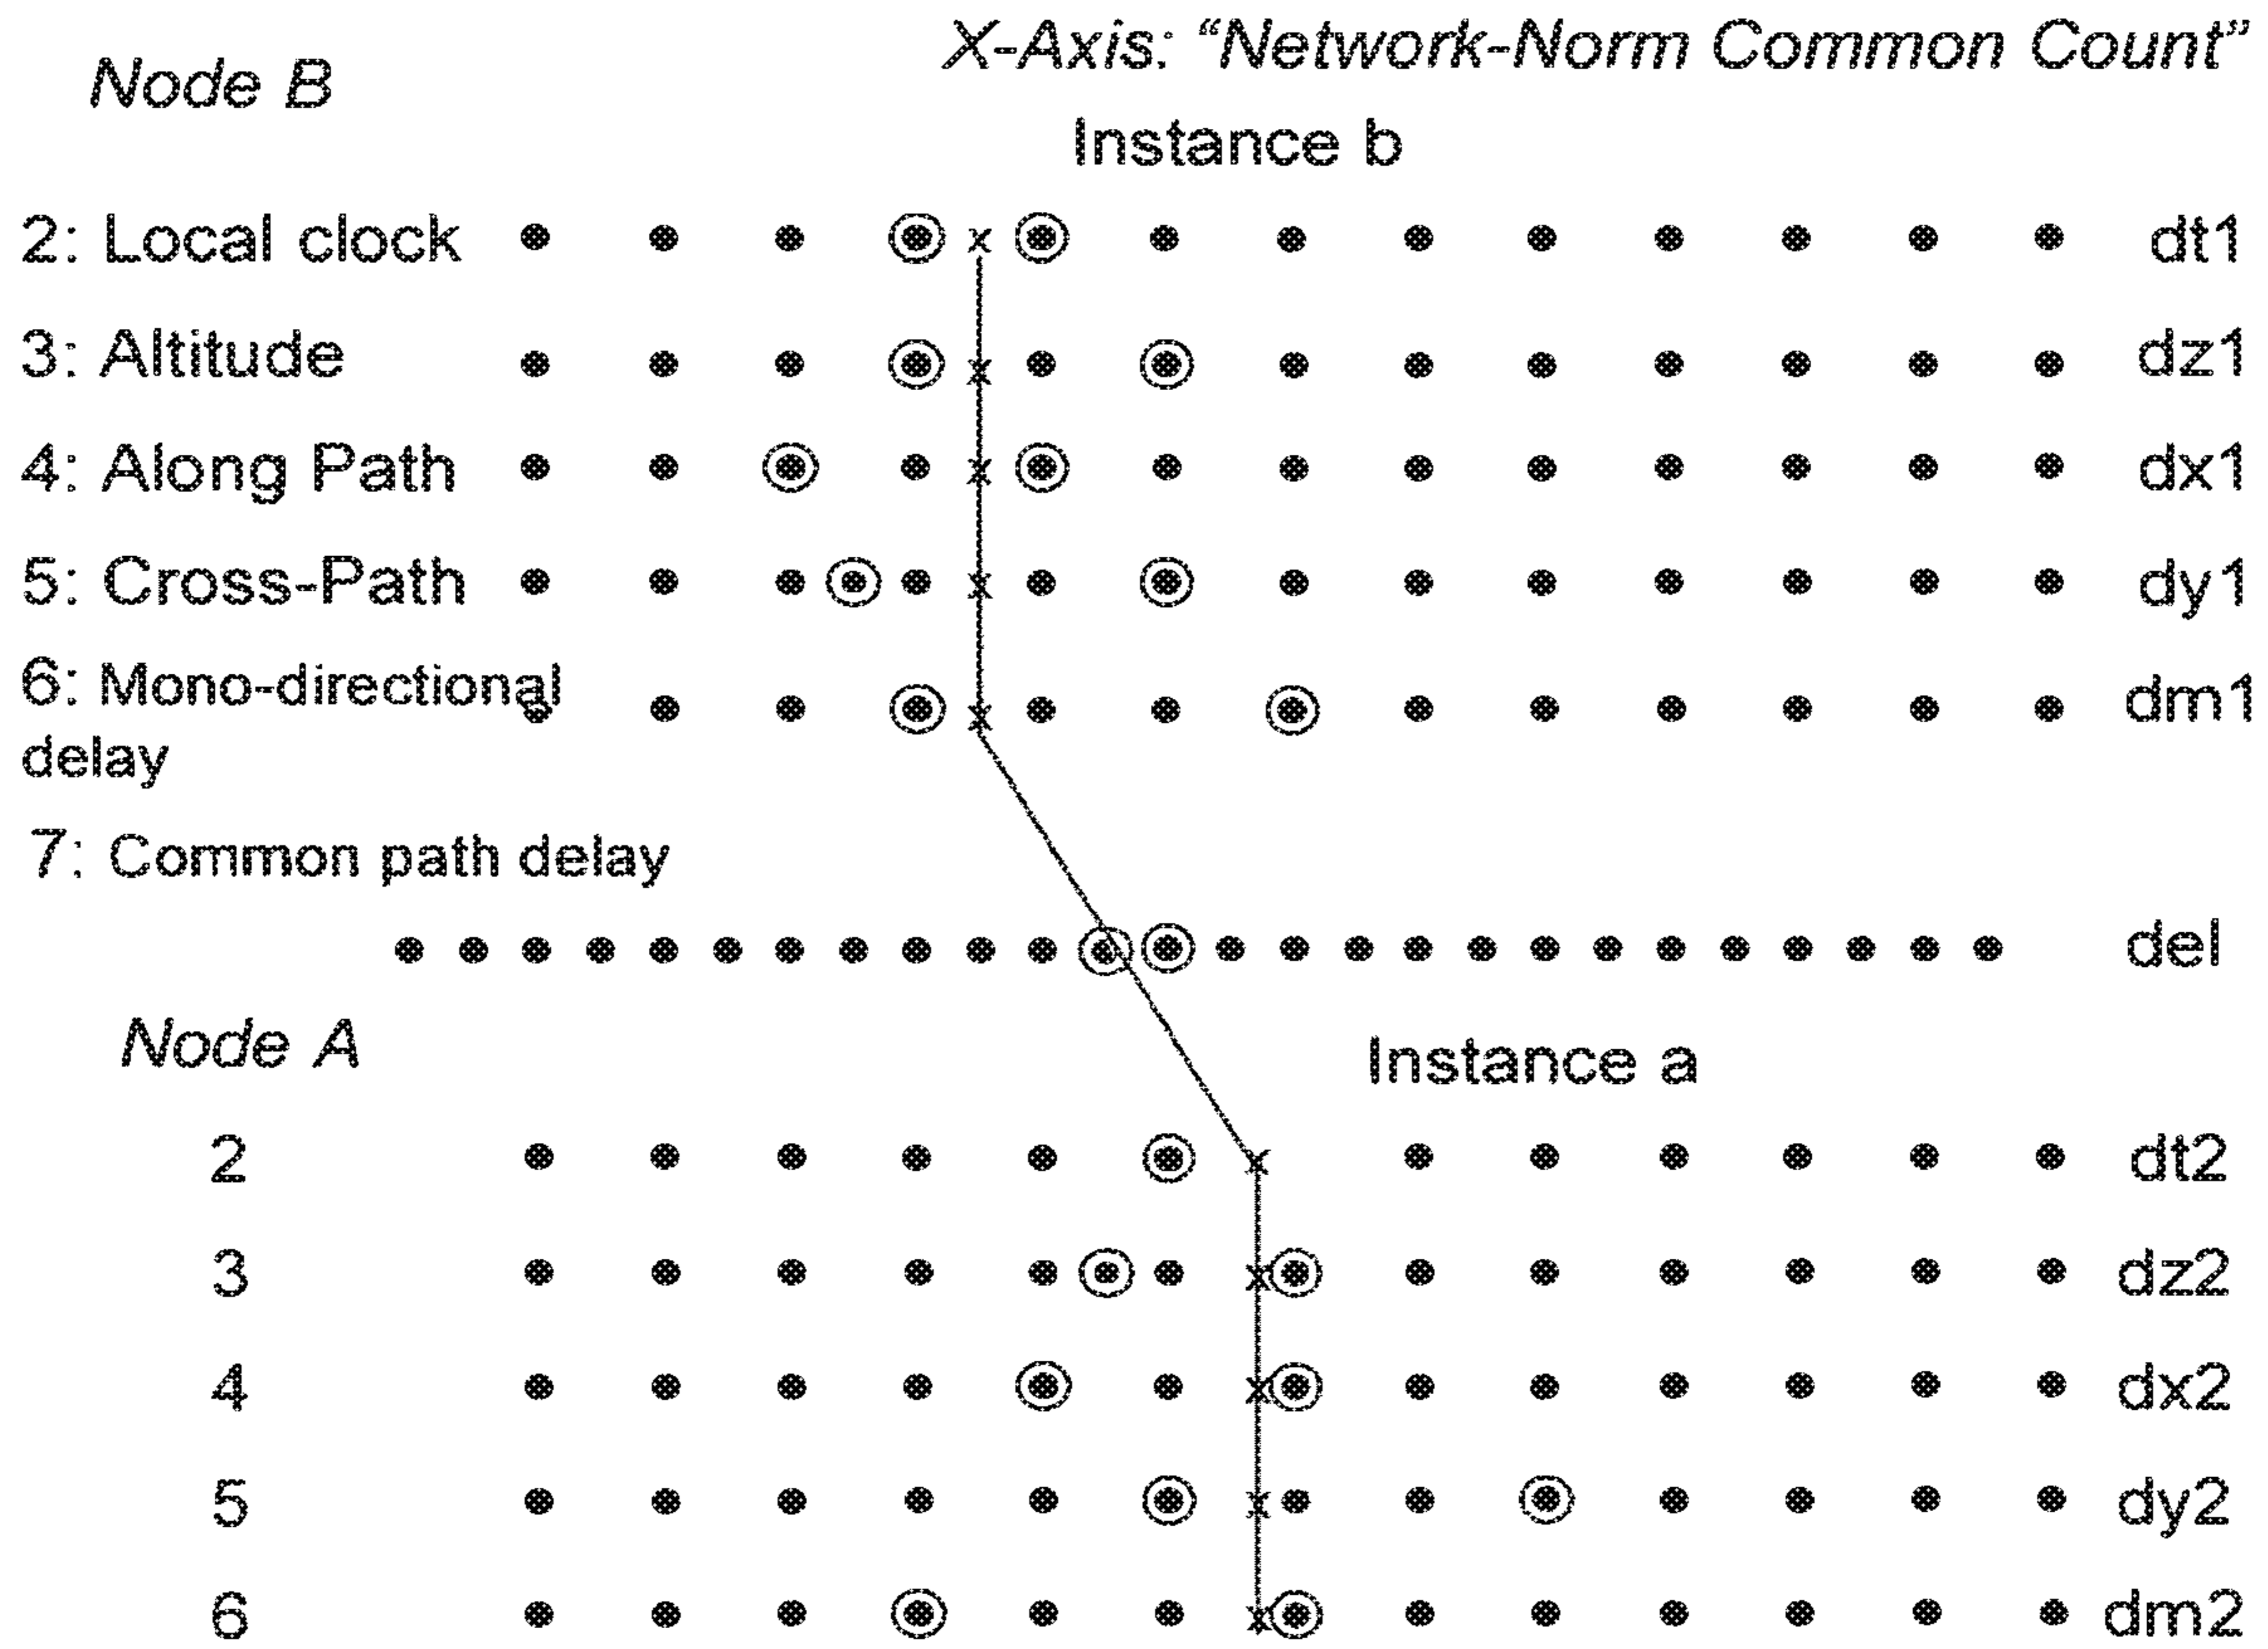 X-Axis: “Network-Norm Common Count”
Node B
Instance b
2: Local clock dt1
3: Altitude dz1
4: Along Path dx1
5: Cross-Path dy1
6: Mono-directional dm1
delay
7: Common path delay
del
Node A
Instance a
2 dt2
3 dz2
4 dx2
5 dy2
6 dm2